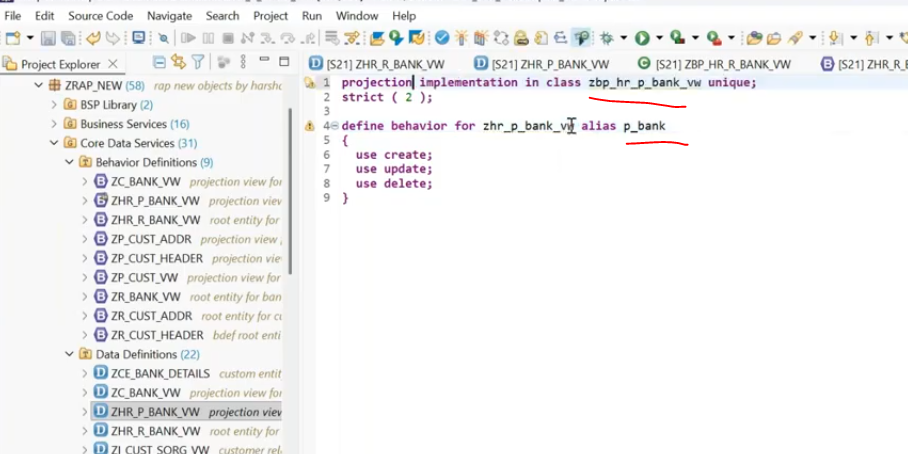 File Edit Source Code Navigate Search Project Run Window Help
Project Explorer
[S21] ZHR_R_BANK_VW
[S21] ZHR_P_BANK_VW
[S21] ZBP_HR_R_BANK_VW
[S21] ZHR_R_
ZRAP_NEW (58) rap new objects by harsha
BSP Library (2)
Business Services (16)
Core Data Services (31)
Behavior Definitions (9)
ZC_BANK_VW projection view for
ZHR_P_BANK_VW projection view
ZHR_R_BANK_VW root entity for
ZP_CUST_ADDR projection view
ZP_CUST_HEADER projection vie
ZP_CUST_VW projection view for
ZR_BANK_VW root entity for ban
ZR_CUST_ADDR root entity for cu
ZR_CUST_HEADER bdef root enti
Data Definitions (22)
ZCE_BANK_DETAILS custom entit
ZC_BANK_VW projection view for
ZHR_P_BANK_VW projection view
ZHR_R_BANK_VW root entity for
ZI_CUST_SORG_VW customer rel
1 projection implementation in class zbp_hr_p_bank_vw unique;
2 strict ( 2 );
3
4 define behavior for zhr_p_bank_vw alias p_bank
5 {
6 use create;
7 use update;
8 use delete;
9 }